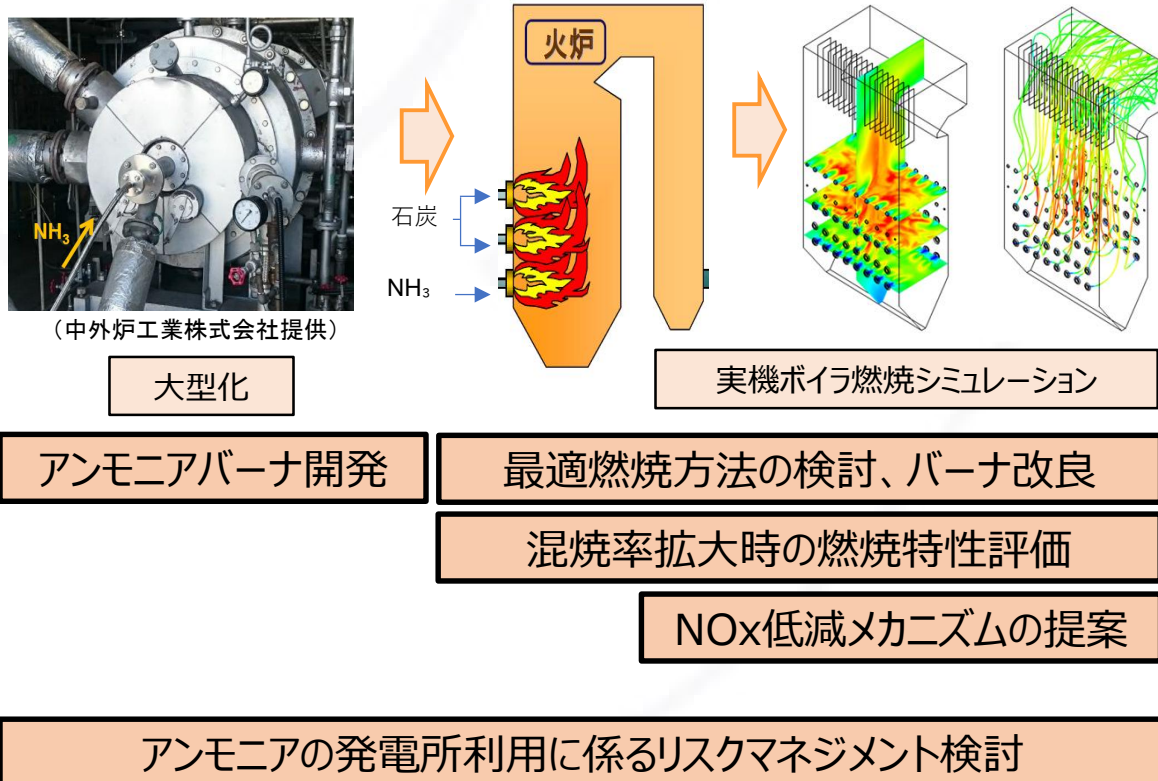 火炉
NH₃
石炭
NH₃
（中外炉工業株式会社提供）
大型化
実機ボイラ燃焼シミュレーション
アンモニアバーナ開発
最適燃焼方法の検討、バーナ改良
混焼率拡大時の燃焼特性評価
NOx低減メカニズムの提案
アンモニアの発電所利用に係るリスクマネジメント検討